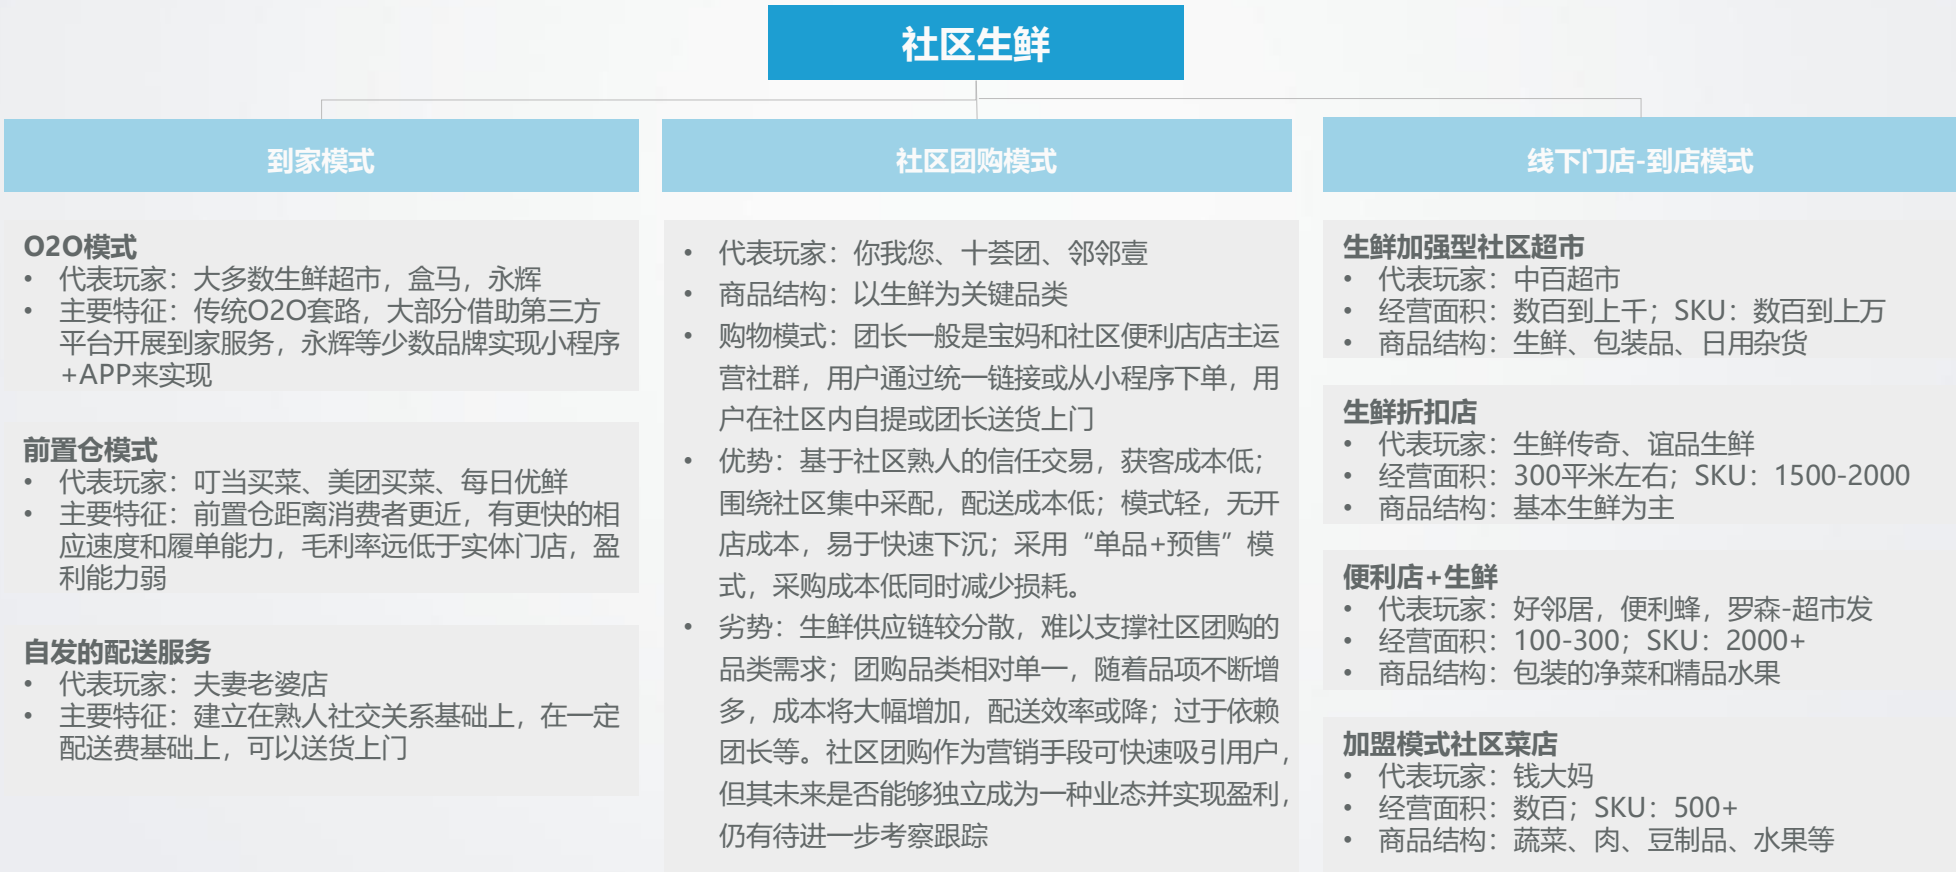 社区生鲜
到家模式
O2O模式
• 代表玩家：大多数生鲜超市，盒马，永辉
• 主要特征：传统O2O套路，大部分借助第三方
平台开展到家服务，永辉等少数品牌实现小程序
+APP来实现
前置仓模式
• 代表玩家：叮当买菜、美团买菜、每日优鲜
• 主要特征：前置仓距离消费者更近，有更快的相
应速度和履单能力，毛利率远低于实体门店，盈
利能力弱
自发的配送服务
• 代表玩家：夫妻老婆店
• 主要特征：建立在熟人社交关系基础上，在一定
配送费基础上，可以送货上门
社区团购模式
• 代表玩家：你我您、十荟团、邻邻壹
• 商品结构：以生鲜为关键品类
• 购物模式：团长一般是宝妈和社区便利店店主运
营社群，用户通过统一链接或从小程序下单，用
户在社区内自提或团长送货上门
• 优势：基于社区熟人的信任交易，获客成本低；
围绕社区集中采配，配送成本低；模式轻，无开
店成本，易于快速下沉；采用“单品+预售”模
式，采购成本低同时减少损耗。
• 劣势：生鲜供应链较分散，难以支撑社区团购的
品类需求；团购品类相对单一，随着品项不断增
多，成本将大幅增加，配送效率或降；过于依赖
团长等。社区团购作为营销手段可快速吸引用户，
但其未来是否能够独立成为一种业态并实现盈利，
仍有待进一步考察跟踪
线下门店-到店模式
生鲜加强型社区超市
• 代表玩家：中百超市
• 经营面积：数百到上千；SKU：数百到上万
• 商品结构：生鲜、包装品、日用杂货
生鲜折扣店
• 代表玩家：生鲜传奇、谊品生鲜
• 经营面积：300平米左右；SKU：1500-2000
• 商品结构：基本生鲜为主
便利店+生鲜
• 代表玩家：好邻居，便利蜂，罗森-超市发
• 经营面积：100-300；SKU：2000+
• 商品结构：包装的净菜和精品水果
加盟模式社区菜店
• 代表玩家：钱大妈
• 经营面积：数百；SKU：500+
• 商品结构：蔬菜、肉、豆制品、水果等